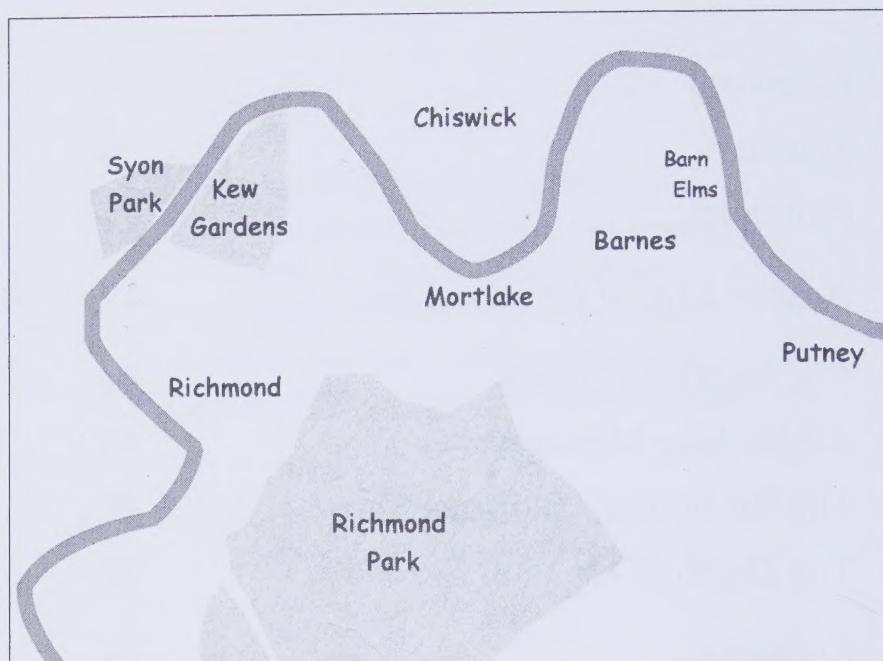 Chiswick
Syon
Park
Kew
Gardens
Barn
Elms
Barnes
Mortlake
Putney
Richmond
Richmond
Park